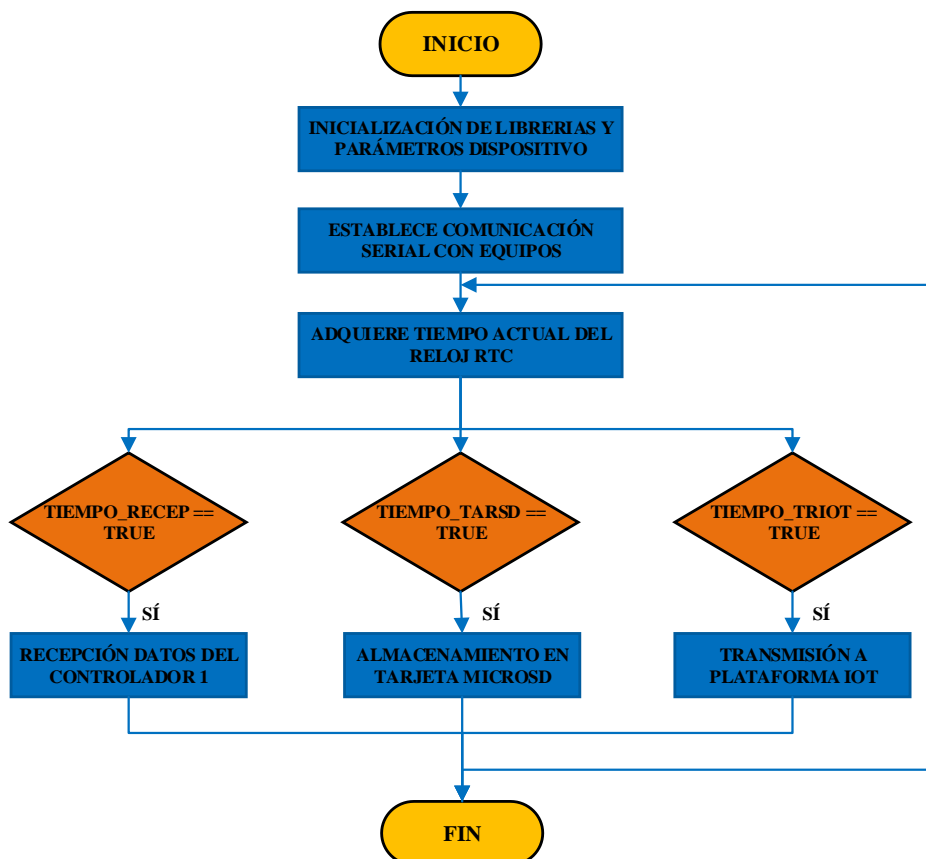 INICIO
INICIALIZACIÓN DE LIBRERIAS Y
PARÁMETROS DISPOSITIVO
ESTABLECE COMUNICACIÓN
SERIAL CON EQUIPOS
ADQUIERE TIEMPO ACTUAL DEL
RELOJ RTC
TIEMPO_RECEP ==
TRUE
TIEMPO_TARSD ==
TRUE
TIEMPO_TRIOT ==
TRUE
SÍ
SÍ
SÍ
RECEPCIÓN DATOS DEL
CONTROLADOR 1
ALMACENAMIENTO EN
TARJETA MICROSD
TRANSMISIÓN A
PLATAFORMA IOT
FIN